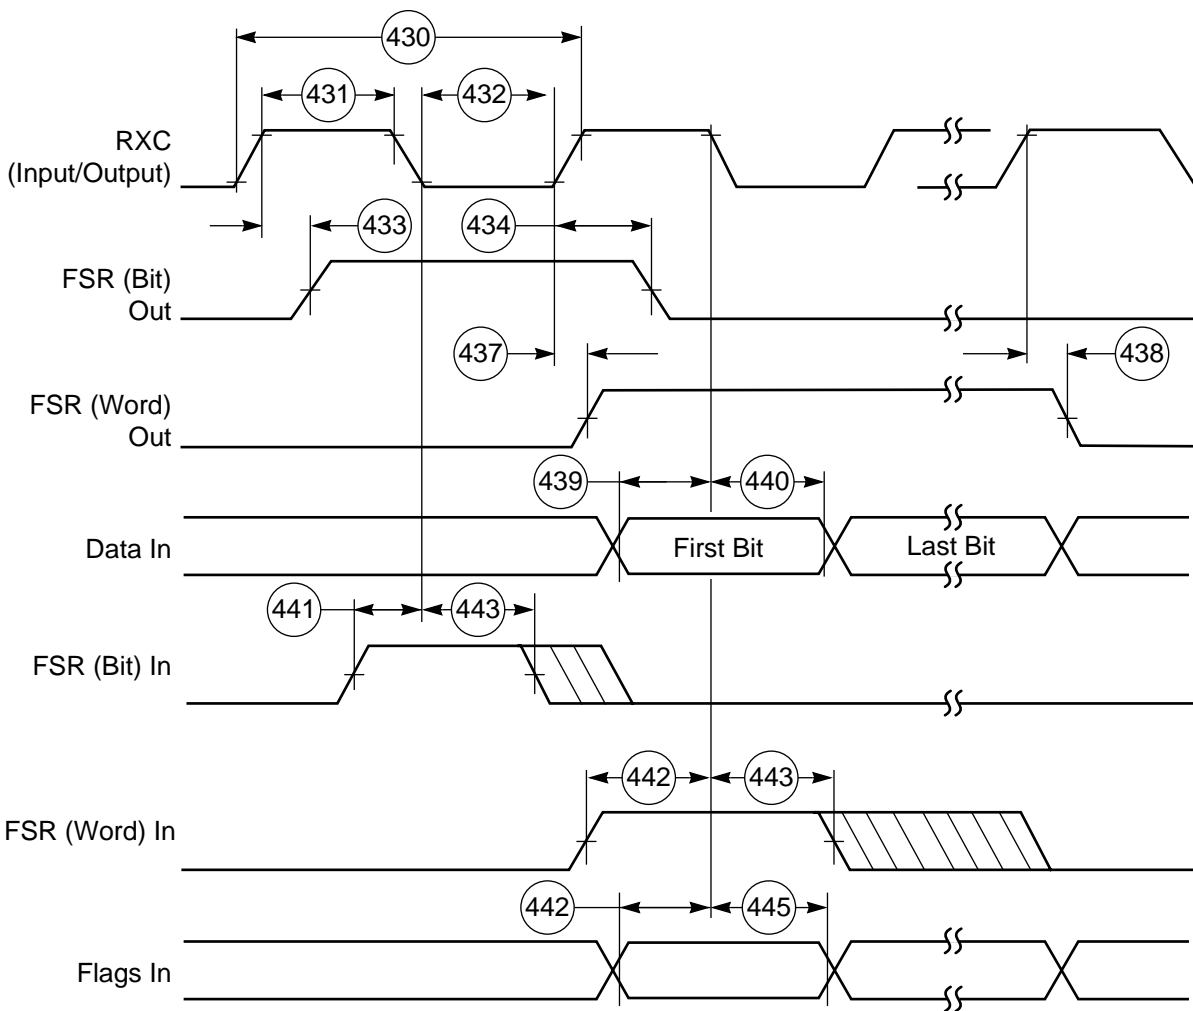 430
431
432
RXC
(Input/Output)
433
434
FSR (Bit)
Out
437
438
FSR (Word)
Out
439
440
Data In
First Bit
Last Bit
441
443
FSR (Bit) In
442
443
FSR (Word) In
442
445
Flags In